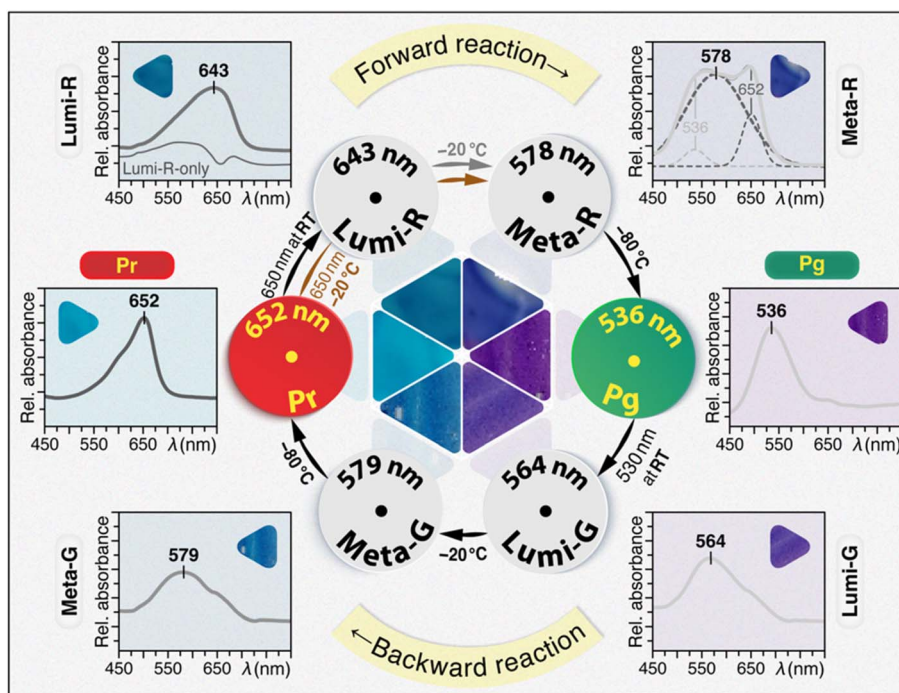 Forward reaction→
Lumi-R
Rel. absorbance
643
Lumi-R-only
450
550
650
λ(nm)
Meta-R
Rel. absorbance
578
652
536
450
550
650
λ(nm)
643 nm
Lumi-R
–20 °C
578 nm
Meta-R
650 nm at RT
650 nm
–20 °C
–80 °C
Pr
Rel. absorbance
652
450
550
650
λ(nm)
652 nm
Pr
536 nm
Pg
Pg
Rel. absorbance
536
450
550
650
λ(nm)
–80 °C
530 nm
at RT
579 nm
Meta-G
–20 °C
564 nm
Lumi-G
Meta-G
Rel. absorbance
579
450
550
650
λ(nm)
Lumi-G
Rel. absorbance
564
450
550
650
λ(nm)
←Backward reaction